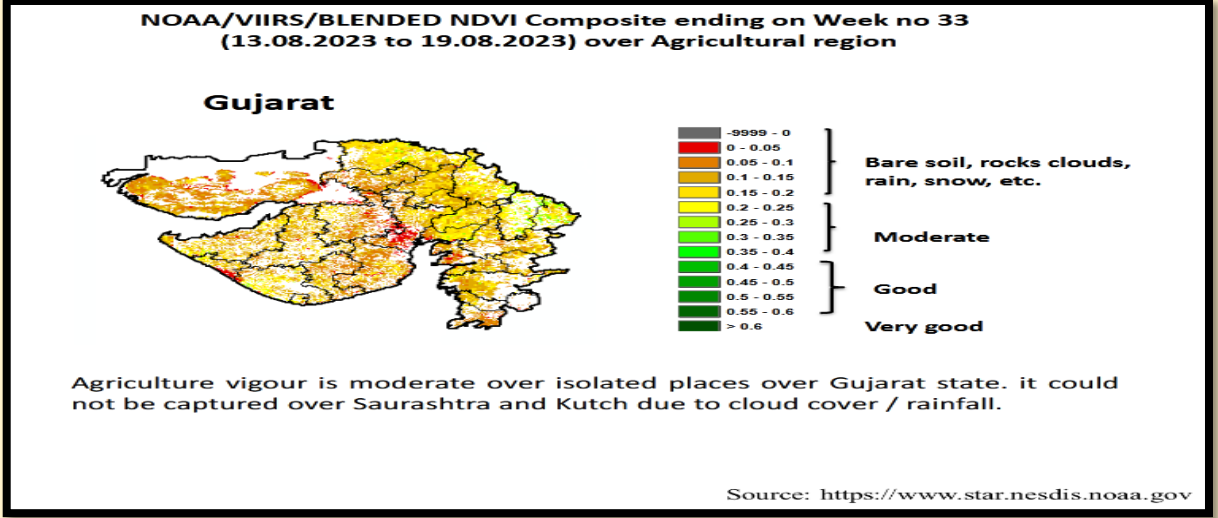 NOAA/VIIRS/BLENDED NDVI Composite ending on Week no 33
(13.08.2023 to 19.08.2023) over Agricultural region
Gujarat
-9999 - 0
0 - 0.05
0.05 - 0.1
0.1 - 0.15
0.15 - 0.2
0.2 - 0.25
0.25 - 0.3
0.3 - 0.35
0.35 - 0.4
0.4 - 0.45
0.45 - 0.5
0.5 - 0.55
0.55 - 0.6
> 0.6
Bare soil, rocks clouds,
rain, snow, etc.
Moderate
Good
Very good
Agriculture vigour is moderate over isolated places over Gujarat state. it could
not be captured over Saurashtra and Kutch due to cloud cover / rainfall.
Source: https://www.star.nesdis.noaa.gov